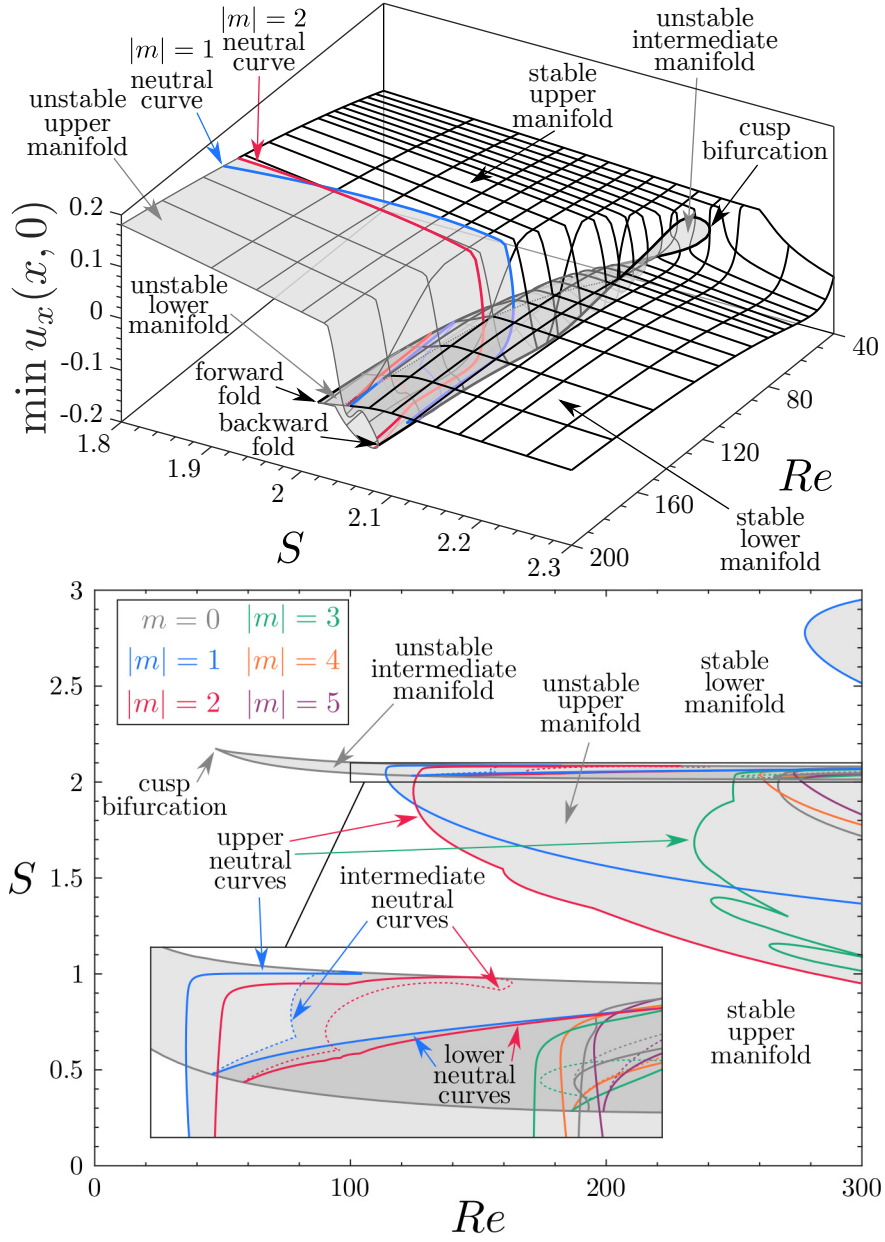 |m| = 2
neutral
curve
|m| = 1
neutral
curve
unstable
upper
manifold
stable
upper
manifold
unstable
intermediate
manifold
cusp
bifurcation
unstable
lower
manifold
forward
fold
backward
fold
stable
lower
manifold
min u_x(x, 0)
0.2
0.1
0
-0.1
-0.2
1.8
1.9
2
2.1
2.2
2.3
S
40
80
120
160
200
Re
3
2.5
2
1.5
1
0.5
0
S
m = 0
|m| = 1
|m| = 2
|m| = 3
|m| = 4
|m| = 5
unstable
intermediate
manifold
unstable
upper
manifold
stable
lower
manifold
cusp
bifurcation
upper
neutral
curves
intermediate
neutral
curves
lower
neutral
curves
stable
upper
manifold
0
100
200
300
Re